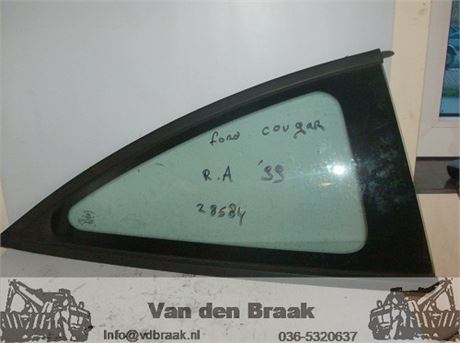 ford cougar
R.A '99
28584
Van den Braak
Info@vdbraak.nl 036-5320637